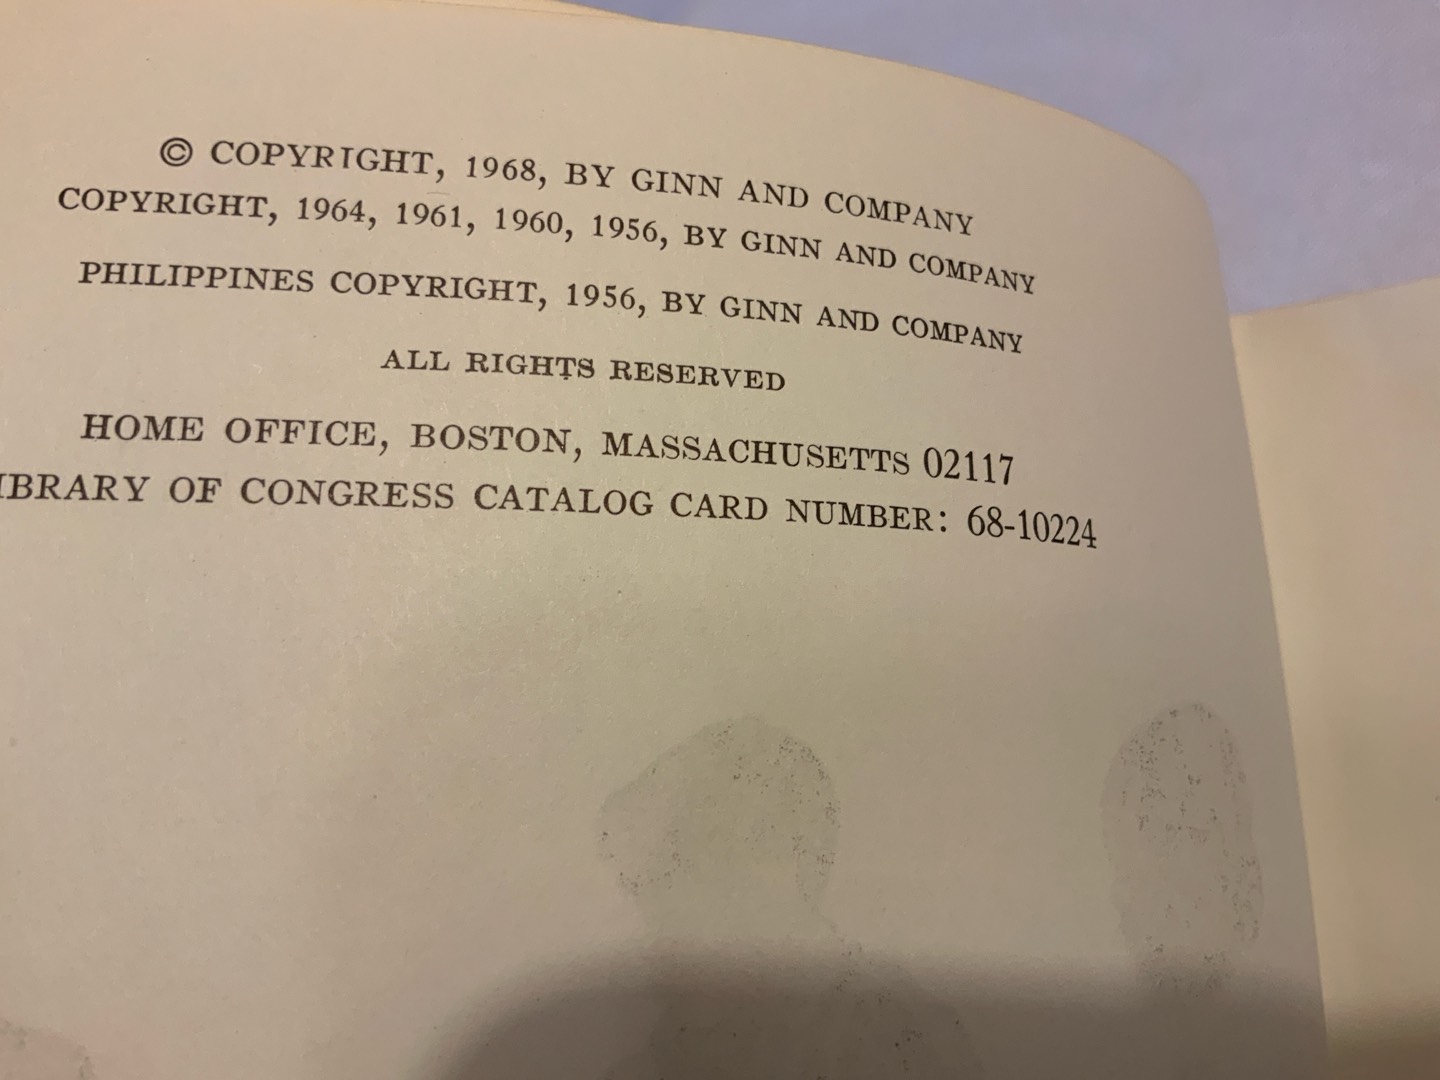 © COPYRIGHT, 1968, BY GINN AND COMPANY
COPYRIGHT, 1964, 1961, 1960, 1956, BY GINN AND COMPANY
PHILIPPINES COPYRIGHT, 1956, BY GINN AND COMPANY
ALL RIGHTS RESERVED
HOME OFFICE, BOSTON, MASSACHUSETTS 02117
IBRARY OF CONGRESS CATALOG CARD NUMBER: 68-10224